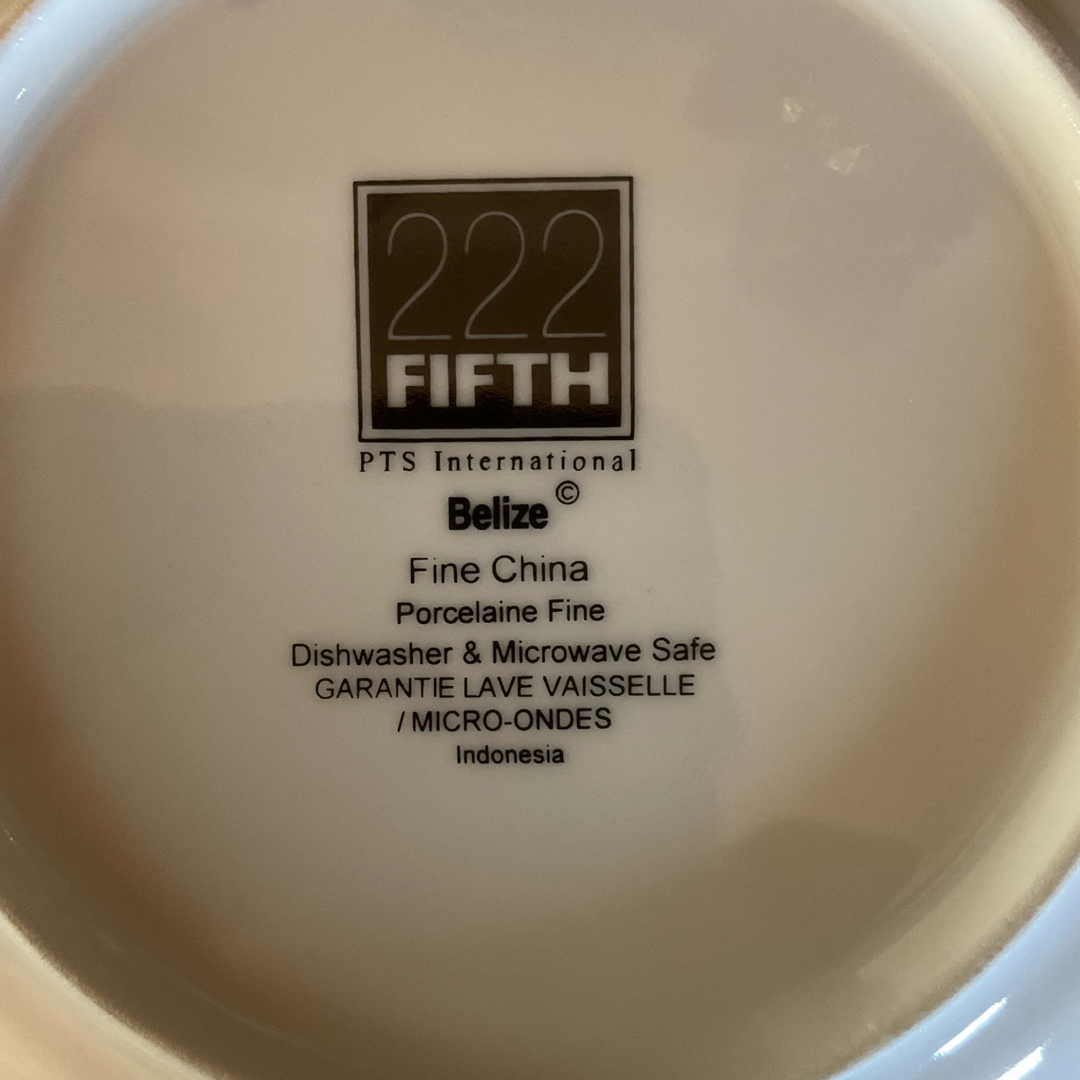 222
FIFTH
PTS International
Belize ©
Fine China
Porcelaine Fine
Dishwasher & Microwave Safe
GARANTIE LAVE VAISSELLE
/ MICRO-ONDES
Indonesia